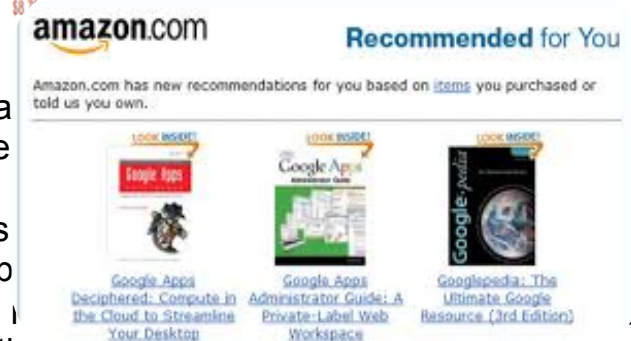 $8
amazon.com
Recommended for You
Amazon.com has new recommendations for you based on items you purchased or
told us you own.
a
e
s
LOOK INSIDE! LOOK INSIDE! LOOK INSIDE!
Google Apps
Google Apps
Administrator Guide
Google-pedia
Google Apps Deciphered: Compute in the Cloud to Streamline Your Desktop
Google Apps Administrator Guide: A Private-Label Web Workspace
Googlepedia: The Ultimate Google Resource (3rd Edition)